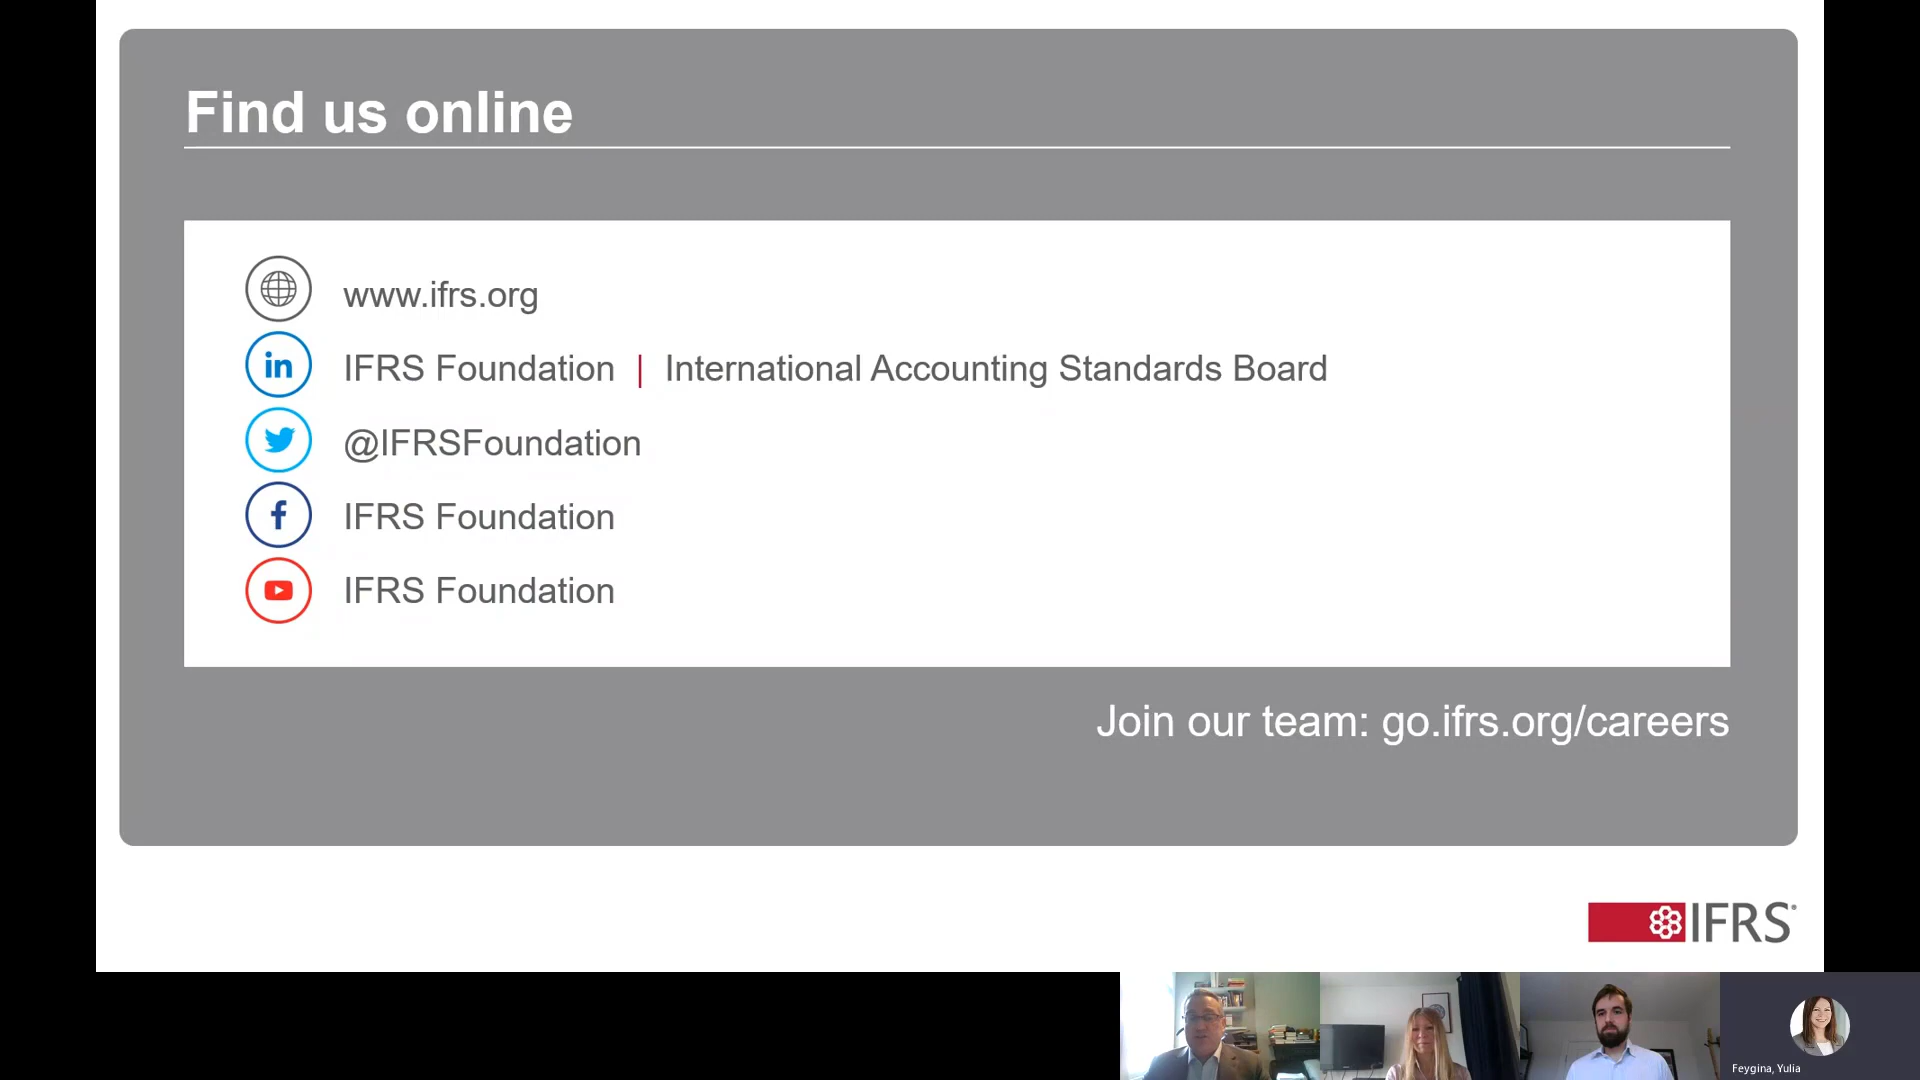 Find us online
www.ifrs.org
in IFRS Foundation | International Accounting Standards Board
@IFRSFoundation
f IFRS Foundation
IFRS Foundation
Join our team: go.ifrs.org/careers
IFRS
Feygina, Yulia